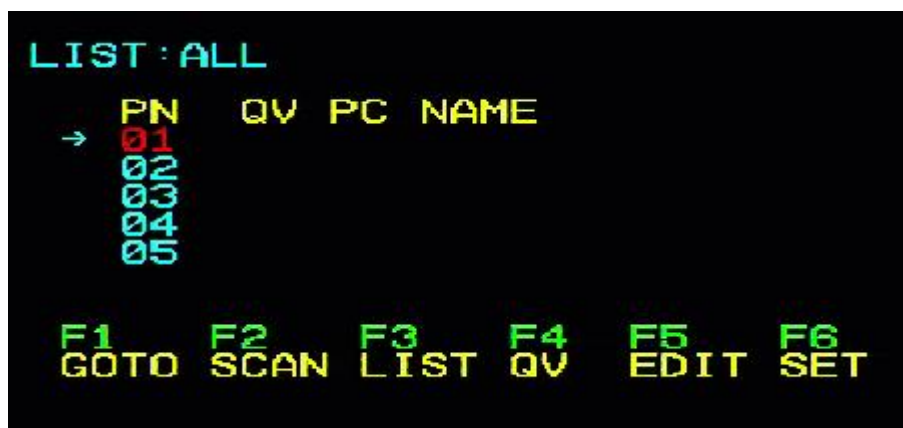 LIST:ALL
PN QV PC NAME
→ 01
02
03
04
05
F1 F2 F3 F4 F5 F6
GOTO SCAN LIST QV EDIT SET